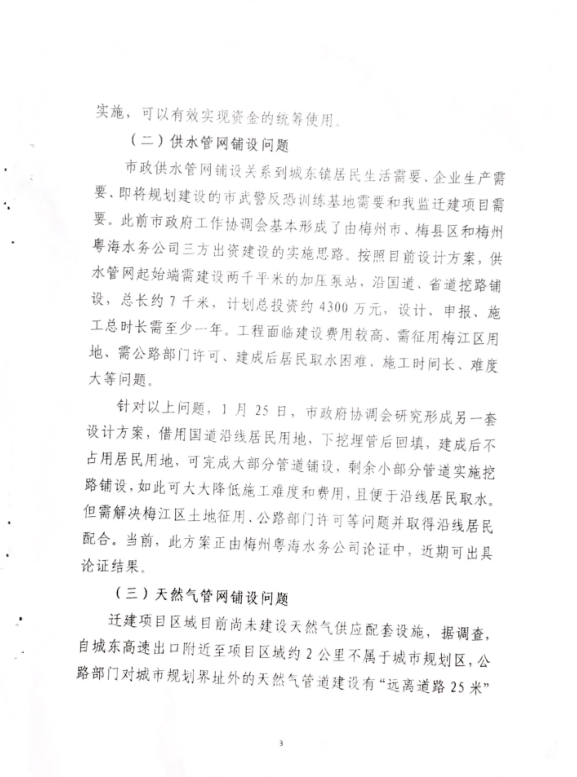 实施，可以有效实现资金的统筹使用。
（二）供水管网铺设问题
市政供水管网铺设关系到城东镇居民生活需要、企业生产需
要、即将规划建设的市武警反恐训练基地需要和我监迁建项目需
要。此前市政府工作协调会基本形成了由梅州市、梅县区和梅州
粤海水务公司三方出资建设的实施思路。按照目前设计方案，供
水管网起始端需建设两千平米的加压泵站，沿国道、省道挖路铺
设，总长约 7 千米，计划总投资约 4300 万元，设计、申报、施
工总时长需至少一年。工程面临建设费用较高、需征用梅江区用
地、需公路部门许可、建成后居民取水困难、施工时间长、难度
大等问题。
针对以上问题，1 月 25 日，市政府协调会研究形成另一套
设计方案，借用国道沿线居民用地，下挖埋管后回填，建成后不
占用居民用地，可完成大部分管道铺设，剩余小部分管道实施挖
路铺设，如此可大大降低施工难度和费用，且便于沿线居民取水。
但需解决梅江区土地征用、公路部门许可等问题并取得沿线居民
配合。当前，此方案正由梅州粤海水务公司论证中，近期可出具
论证结果。
（三）天然气管网铺设问题
迁建项目区域目前尚未建设天然气供应配套设施，据调查，
自城东高速出口附近至项目区域约 2 公里不属于城市规划区，公
路部门对城市规划界址外的天然气管道建设有“远离道路 25 米”
3